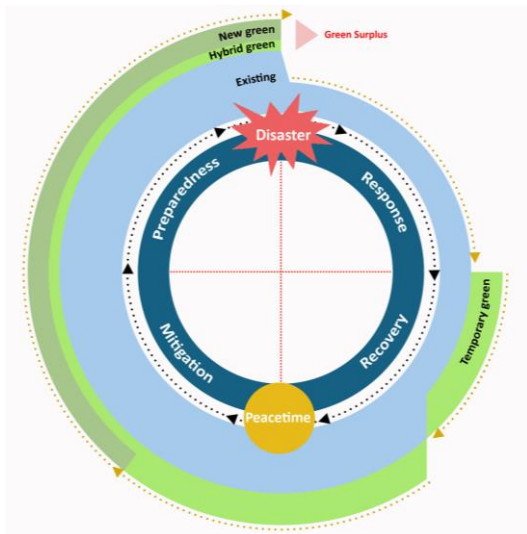 New green
Green Surplus
Hybrid green
Existing
Disaster
Preparedness
Response
Temporary green
Mitigation
Recovery
Peacetime